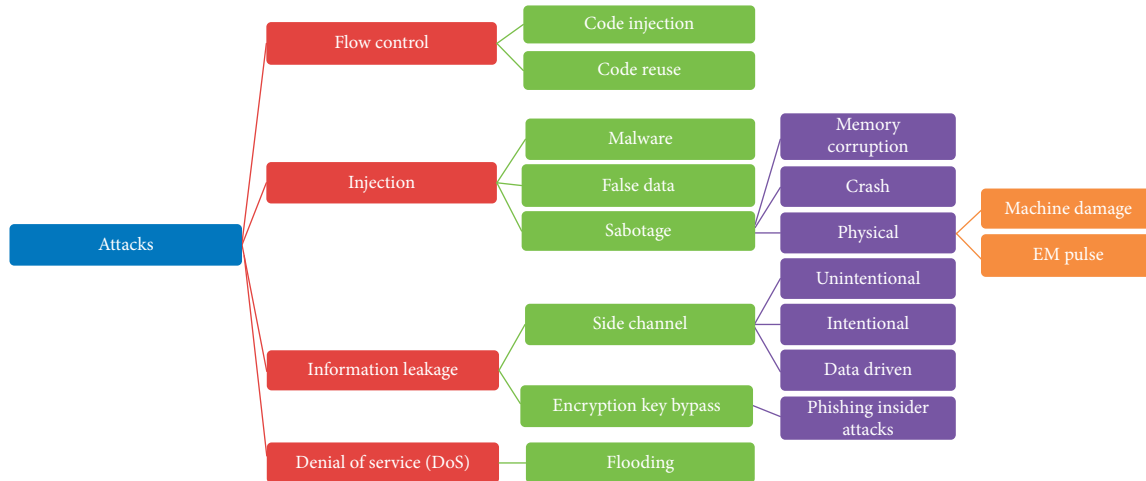 Attacks
Flow control
Code injection
Code reuse
Injection
Malware
False data
Sabotage
Memory
corruption
Crash
Physical
Machine damage
EM pulse
Information leakage
Side channel
Unintentional
Intentional
Data driven
Encryption key bypass
Phishing insider
attacks
Denial of service (DoS)
Flooding